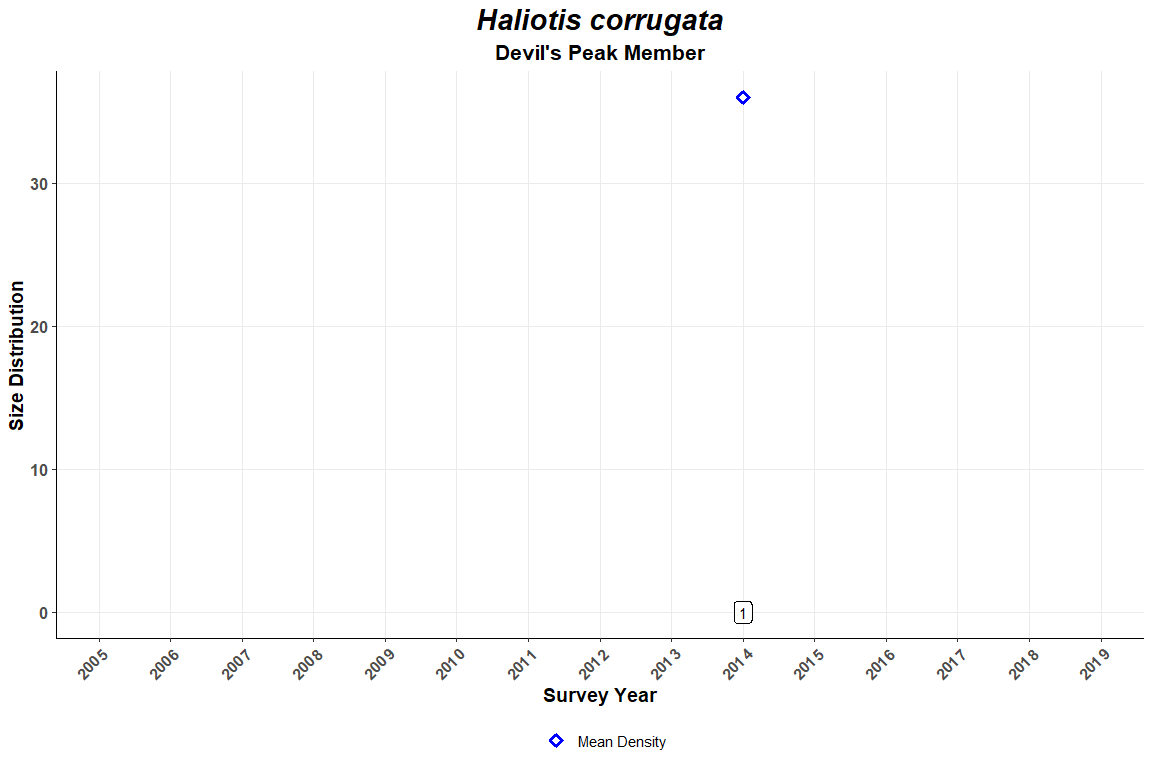 Haliotis corrugata
Devil's Peak Member
Size Distribution
30
20
10
0
1
2005 2006 2007 2008 2009 2010 2011 2012 2013 2014 2015 2016 2017 2018 2019
Survey Year
Mean Density